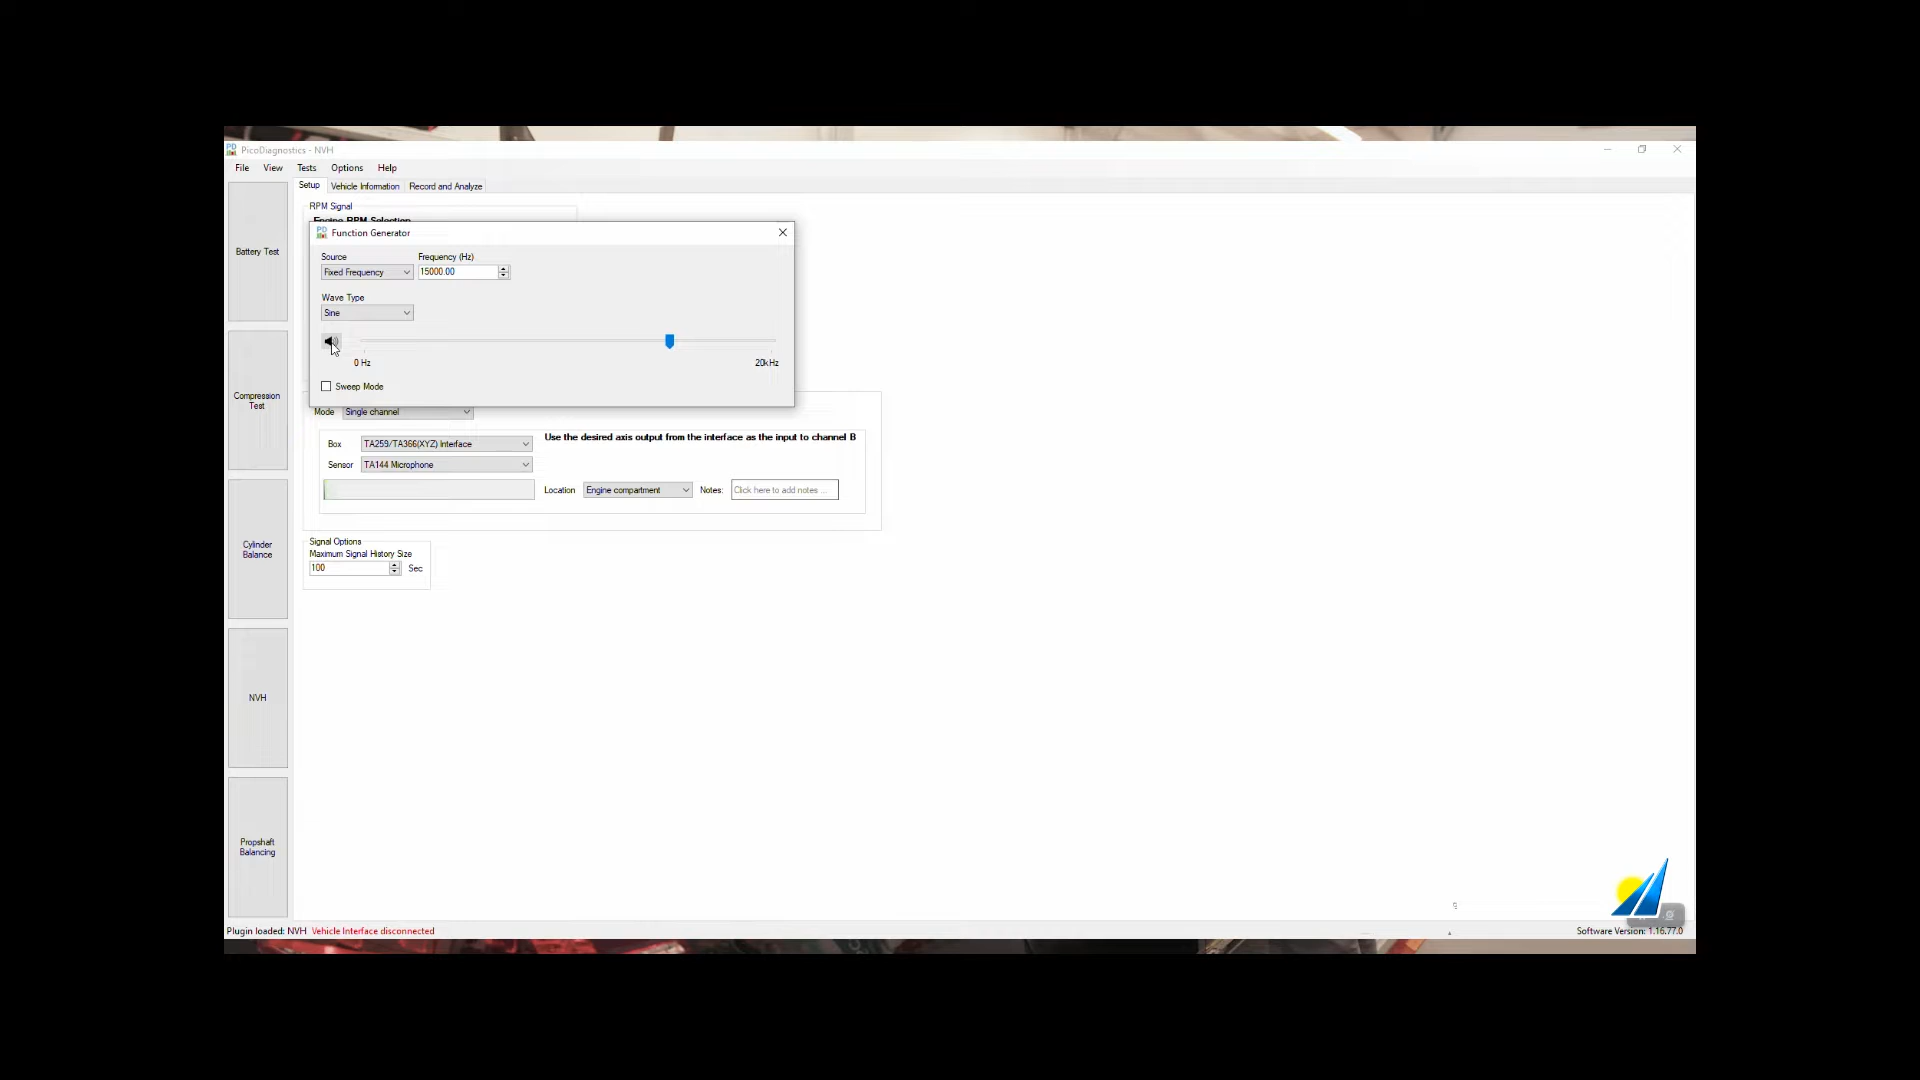 PicoDiagnostics - NVH
File View Tests Options Help
Setup Vehicle Information Record and Analyze
RPM Signal
Engine RPM Selection
Function Generator
Source Frequency (Hz)
Fixed Frequency 15000.00
Wave Type
Sine
0 Hz 20kHz
Sweep Mode
Mode Single channel
Box TA259/TA366(XYZ) Interface Use the desired axis output from the interface as the input to channel B
Sensor TA144 Microphone
Location Engine compartment Notes: Click here to add notes ...
Signal Options
Maximum Signal History Size
100 Sec
Battery Test
Compression
Test
Cylinder
Balance
NVH
Propshaft
Balancing
Plugin loaded: NVH Vehicle Interface disconnected Software Version: 1.16.77.0